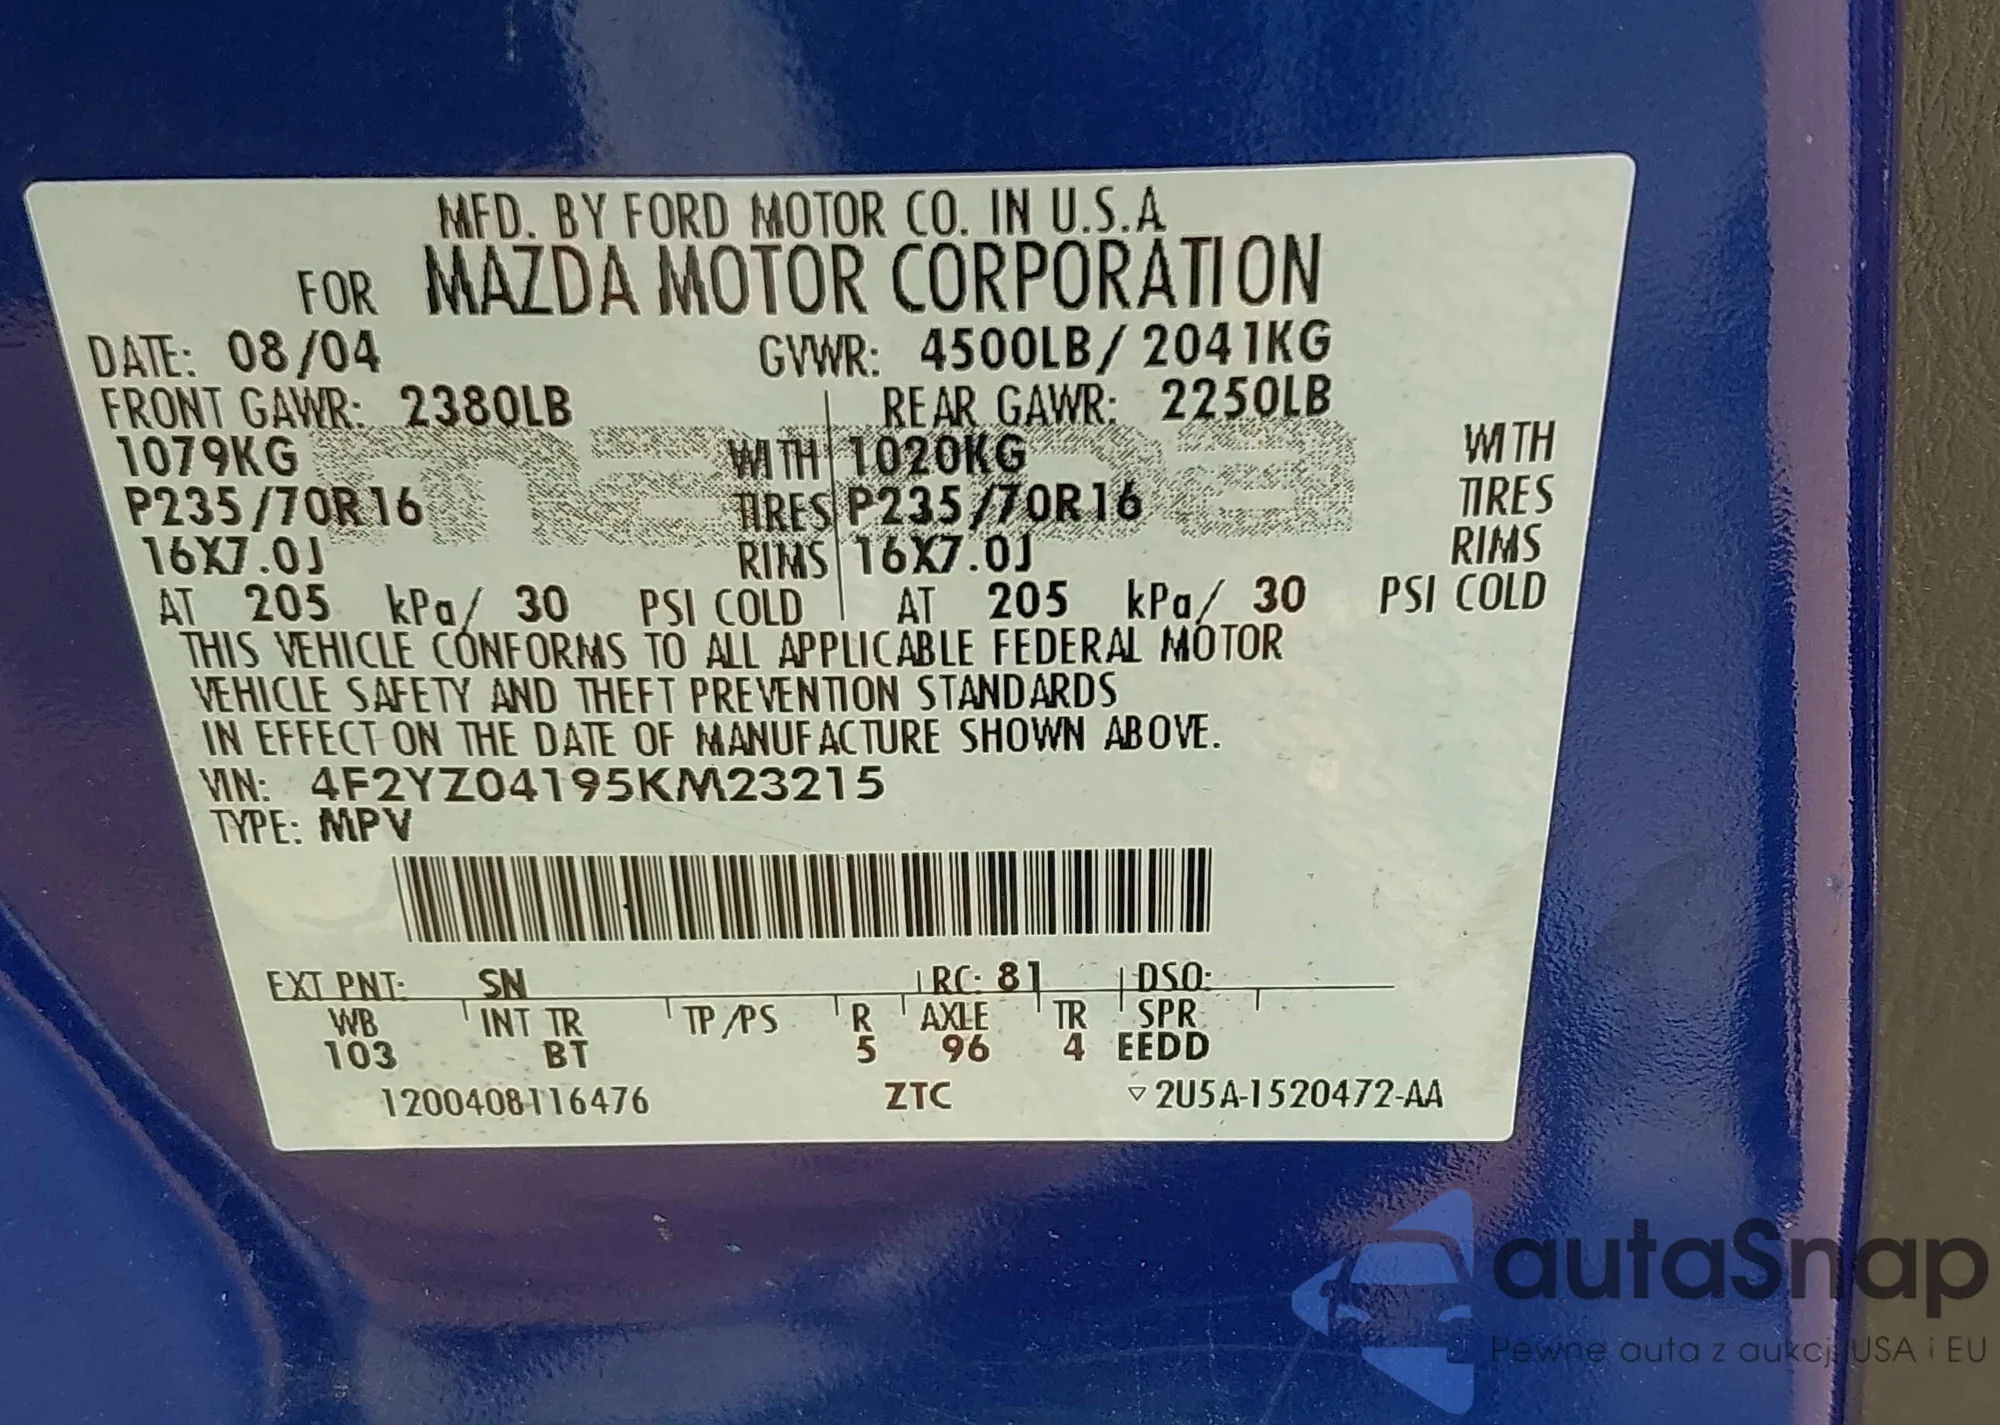 MFD. BY FORD MOTOR CO. IN U.S.A
FOR MAZDA MOTOR CORPORATION
DATE: 08/04 GVWR: 4500LB/ 2041KG
FRONT GAWR: 2380LB REAR GAWR: 2250LB
1079KG WITH 1020KG WITH
P235/70R16 TIRES P235/70R16 TIRES
16X7.0J RIMS 16X7.0J RIMS
AT 205 kPa/ 30 PSI COLD AT 205 kPa/ 30 PSI COLD
THIS VEHICLE CONFORMS TO ALL APPLICABLE FEDERAL MOTOR
VEHICLE SAFETY AND THEFT PREVENTION STANDARDS
IN EFFECT ON THE DATE OF MANUFACTURE SHOWN ABOVE.
VIN: 4F2YZ04195KM23215
TYPE: MPV
EXT PNT: SN RC: 81 DSO:
WB INT TR TP/PS R AXLE TR SPR
103 BT 5 96 4 EEDD
1200408116476 ZTC ▽2U5A-1520472-AA
autaSnap
Pewne auta z aukcji USA i EU